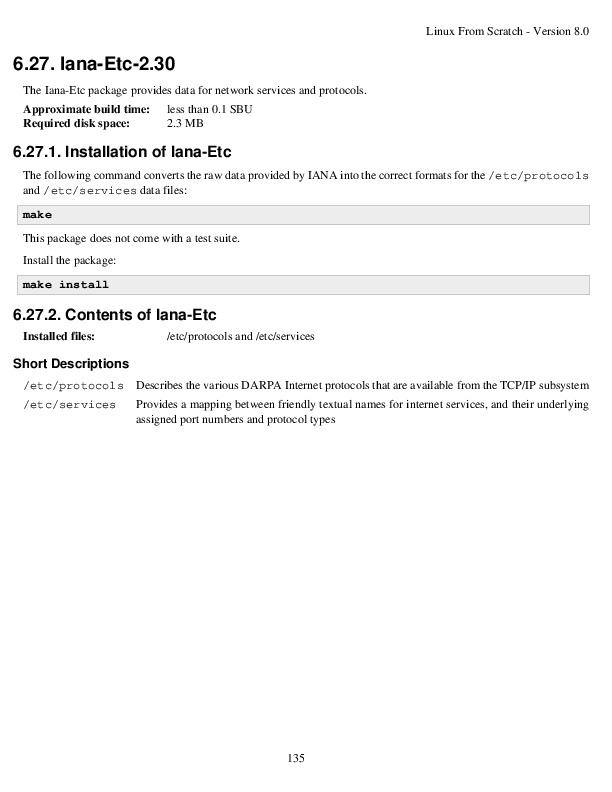 Linux From Scratch - Version 8.0
6.27. Iana-Etc-2.30
The Iana-Etc package provides data for network services and protocols.
Approximate build time: less than 0.1 SBU
Required disk space: 2.3 MB
6.27.1. Installation of Iana-Etc
The following command converts the raw data provided by IANA into the correct formats for the /etc/protocols
and /etc/services data files:
make
This package does not come with a test suite.
Install the package:
make install
6.27.2. Contents of Iana-Etc
Installed files: /etc/protocols and /etc/services
Short Descriptions
/etc/protocols Describes the various DARPA Internet protocols that are available from the TCP/IP subsystem
/etc/services Provides a mapping between friendly textual names for internet services, and their underlying
assigned port numbers and protocol types
135